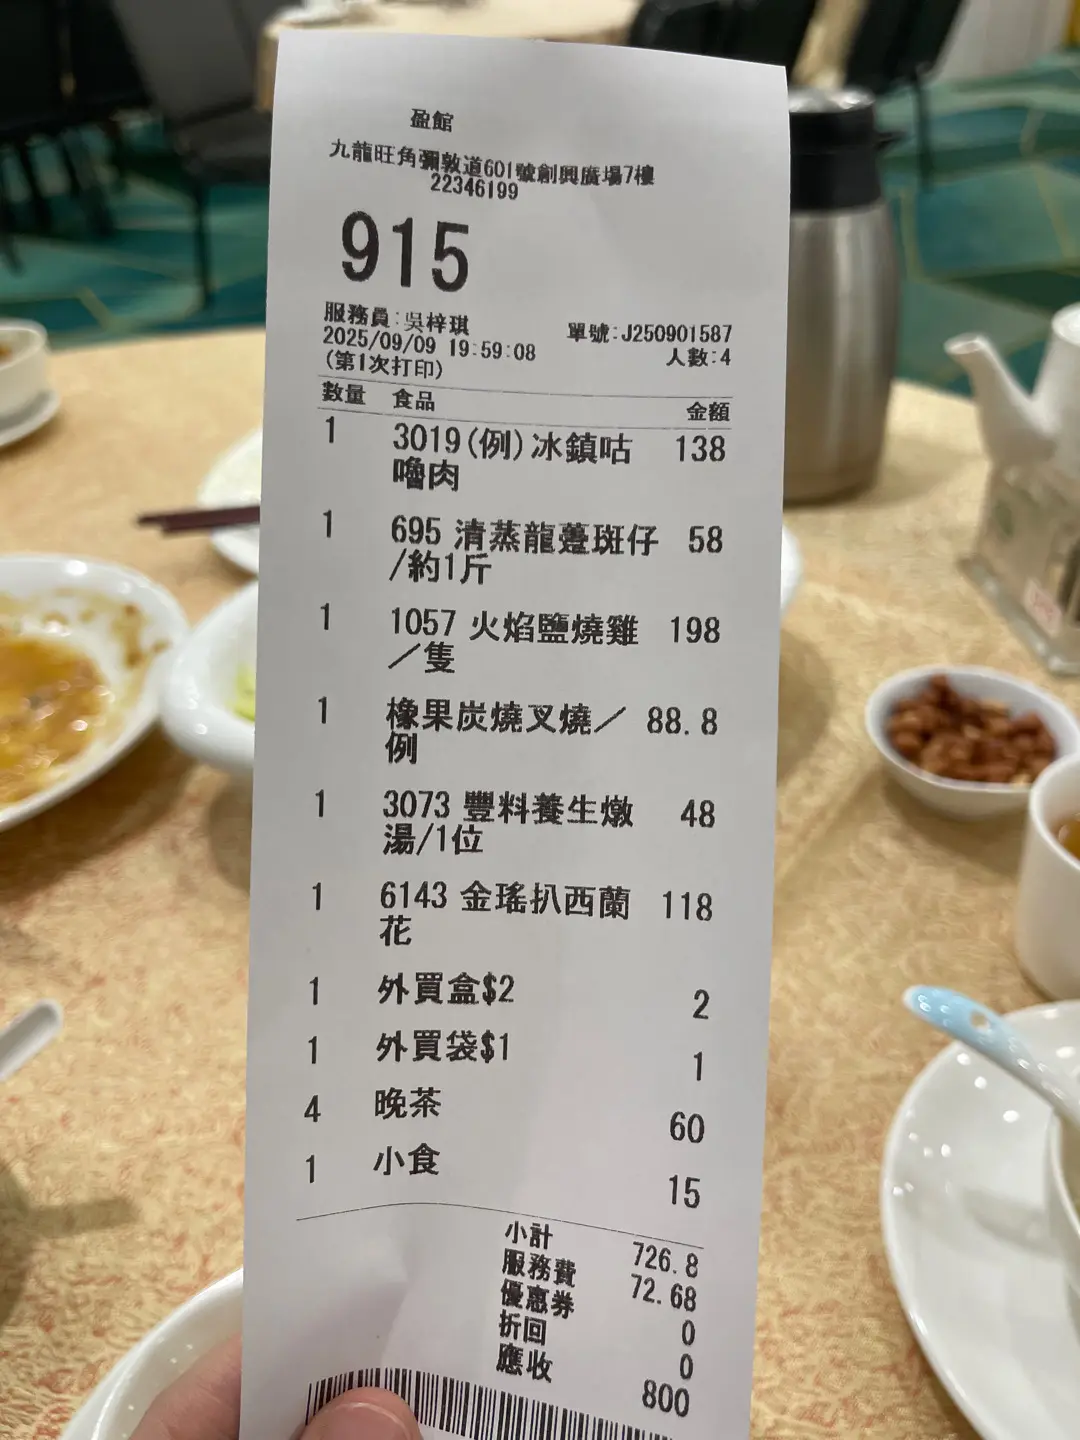 盈館
九龍旺角彌敦道601號創興廣場7樓
22346199
915
服務員:吳梓琪
單號:J250901587
2025/09/09 19:59:08
人數:4
(第1次打印)
數量 食品 金額
1 3019(例)冰鎮咕 138
嚕肉
1 695 清蒸龍躉斑仔 58
/約1斤
1 1057 火焰鹽燒雞 198
／隻
1 橡果炭燒叉燒／ 88.8
例
1 3073 豐料養生燉 48
湯/1位
1 6143 金瑤扒西蘭 118
花
1 外買盒$2 2
1 外買袋$1 1
4 晚茶 60
1 小食 15
小計 726.8
服務費 72.68
優惠券 0
折回 0
應收 800